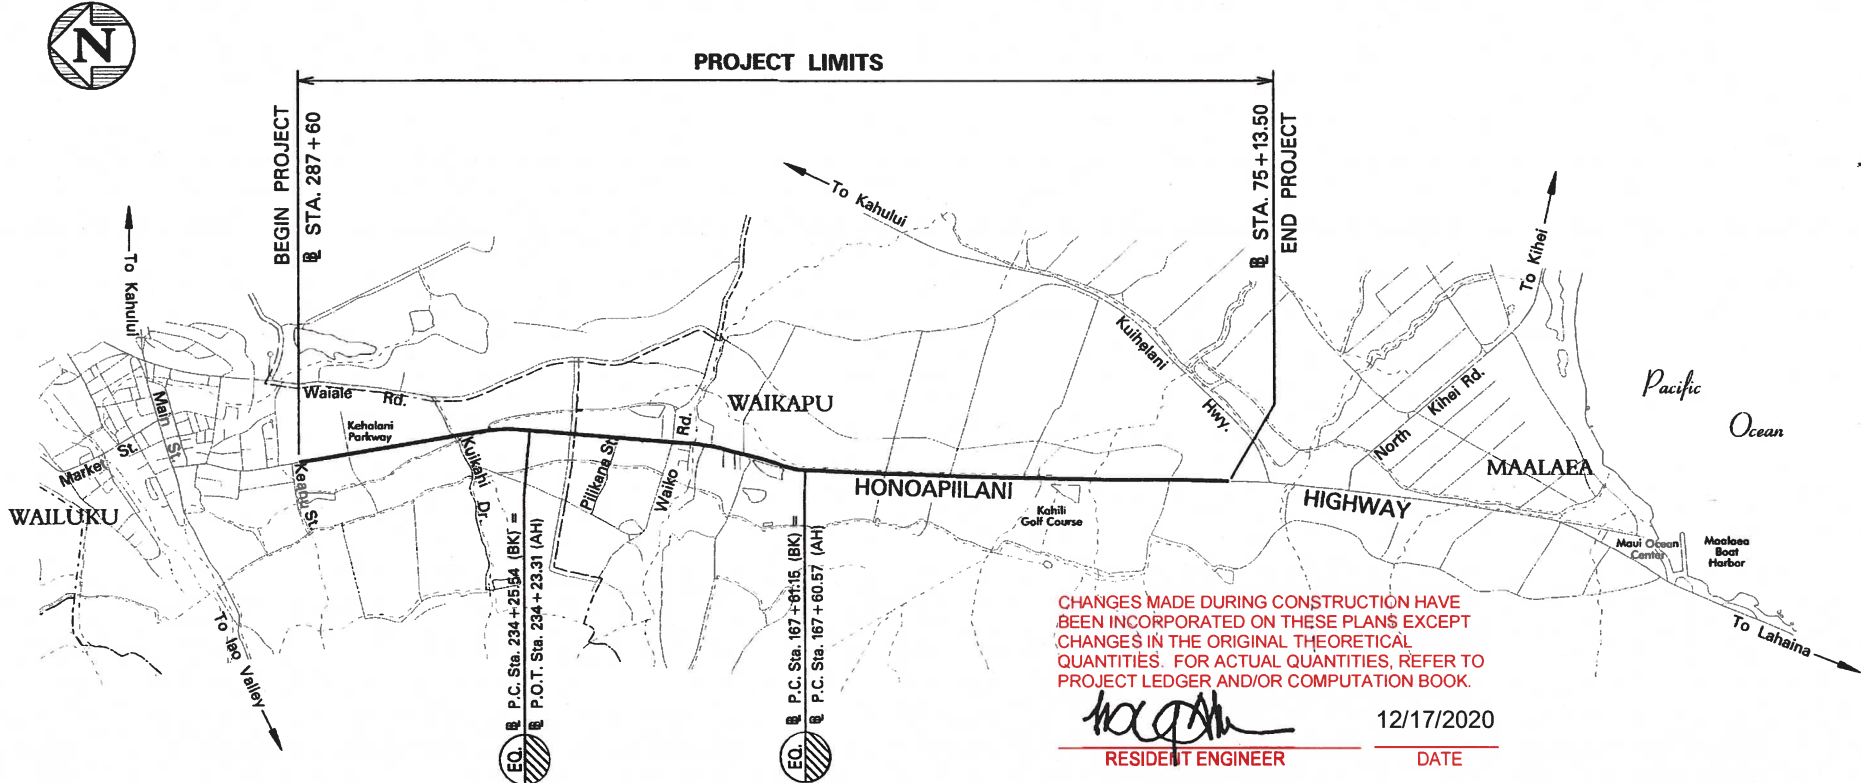 N
PROJECT LIMITS
BEGIN PROJECT
℄ STA. 287+60
℄ STA. 75+13.50
END PROJECT
To Kahului
To Kahului
To Kihei
Kuihelani
Hwy.
Waiale Rd.
Kehalani
Parkway
Main St.
Market St.
WAILUKU
Keanu St.
Kuikahi Dr.
Pilikana St.
Waiko Rd.
WAIKAPU
HONOAPIILANI
HIGHWAY
Kahili
Golf Course
North Kihei Rd.
MAALAEA
Pacific
Ocean
Maui Ocean
Center
Maalaea
Boat
Harbor
To Lahaina
To Iao Valley
P.C. Sta. 234+25.54 (BK) =
P.O.T. Sta. 234+23.31 (AH)
EQ.
P.C. Sta. 167+61.15 (BK) =
P.C. Sta. 167+60.57 (AH)
EQ.
CHANGES MADE DURING CONSTRUCTION HAVE
BEEN INCORPORATED ON THESE PLANS EXCEPT
CHANGES IN THE ORIGINAL THEORETICAL
QUANTITIES. FOR ACTUAL QUANTITIES, REFER TO
PROJECT LEDGER AND/OR COMPUTATION BOOK.
12/17/2020
RESIDENT ENGINEER
DATE